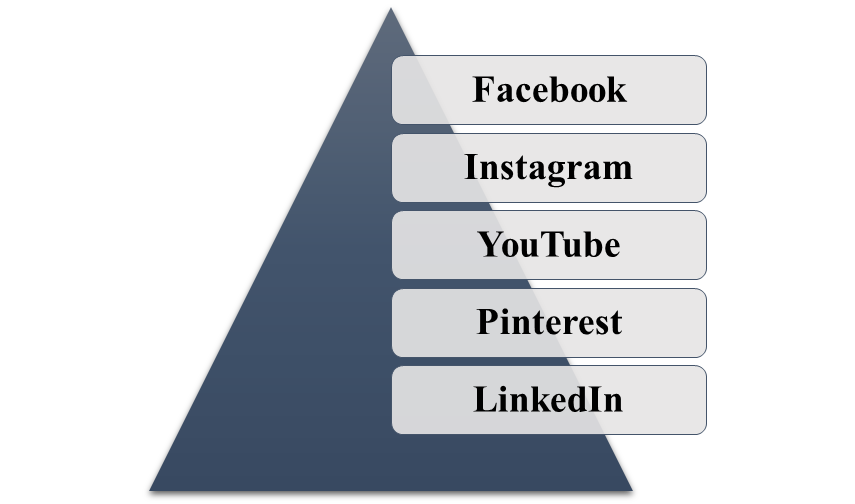 Facebook
Instagram
YouTube
Pinterest
LinkedIn